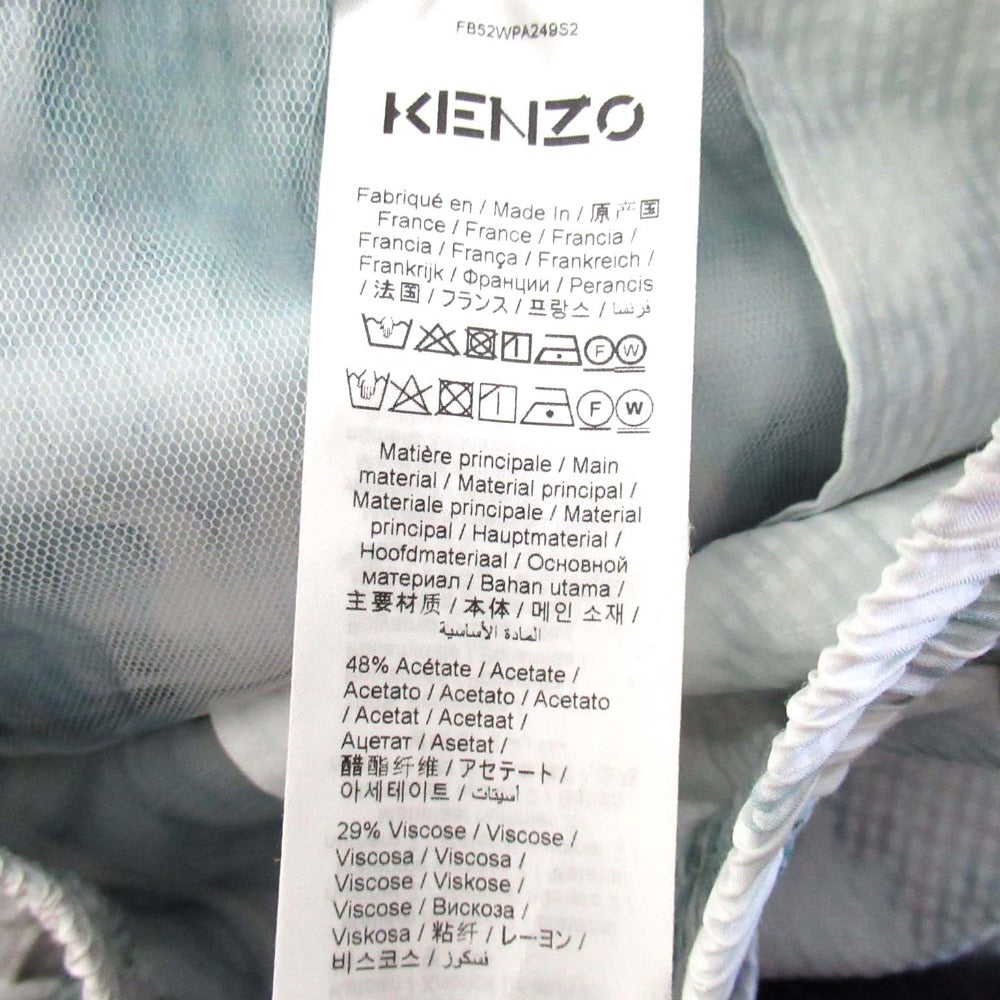 FB52WPA249S2
KENZO
Fabriqué en / Made In / 原产国
France / France / Francia /
Francia / França / Frankreich /
Frankrijk / Франции / Perancis
/ 法国 / フランス / 프랑스 / فرنسا
F W
F W
Matière principale / Main
material / Material principal /
Materiale principale / Material
principal / Hauptmaterial /
Hoofdmateriaal / Основной
материал / Bahan utama /
主要材质 / 本体 / 메인 소재 /
المادة الأساسية
48% Acétate / Acetate /
Acetato / Acetato / Acetato
/ Acetat / Acetaat /
Ацетат / Asetat /
醋酯纤维 / アセテート /
아세테이트 / أسيتات
29% Viscose / Viscose /
Viscosa / Viscosa /
Viscose / Viskose /
Viscose / Вискоза /
Viskosa / 粘纤 / レーヨン /
비스코스 / فسكوز